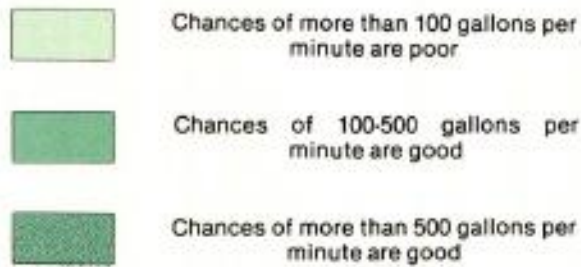 Chances of more than 100 gallons per
minute are poor
Chances of 100-500 gallons per
minute are good
Chances of more than 500 gallons per
minute are good